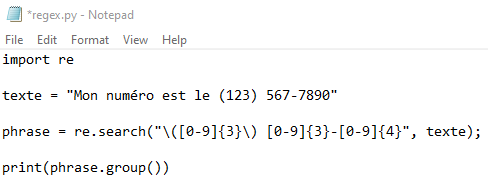 *regex.py - Notepad
File Edit Format View Help
import re
texte = "Mon numéro est le (123) 567-7890"
phrase = re.search("\([0-9]{3}\) [0-9]{3}-[0-9]{4}", texte);
print(phrase.group())